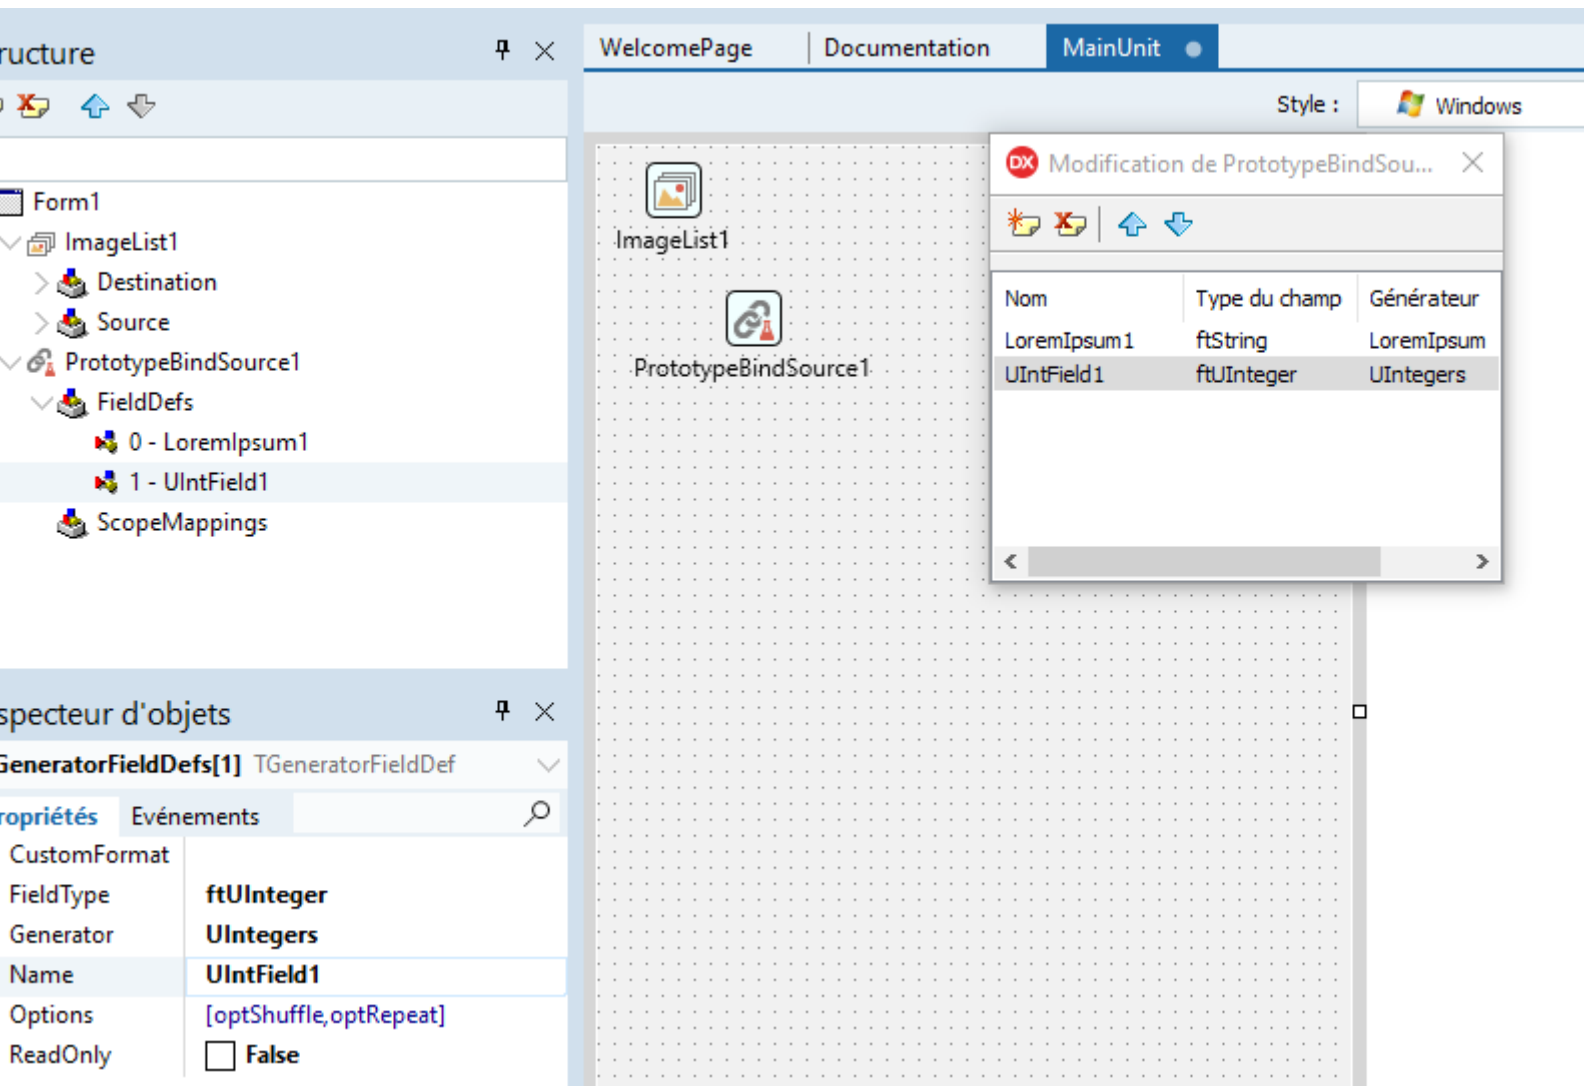 ructure
Form1
ImageList1
Destination
Source
PrototypeBindSource1
FieldDefs
0 - LoremIpsum1
1 - UIntField1
ScopeMappings
specteur d'objets
GeneratorFieldDefs[1] TGeneratorFieldDef
ropriétés Evénements
CustomFormat
FieldType ftUInteger
Generator UIntegers
Name UIntField1
Options [optShuffle,optRepeat]
ReadOnly False
WelcomePage Documentation MainUnit
Style : Windows
ImageList1
PrototypeBindSource1
DX Modification de PrototypeBindSou...
Nom Type du champ Générateur
LoremIpsum1 ftString LoremIpsum
UIntField1 ftUInteger UIntegers